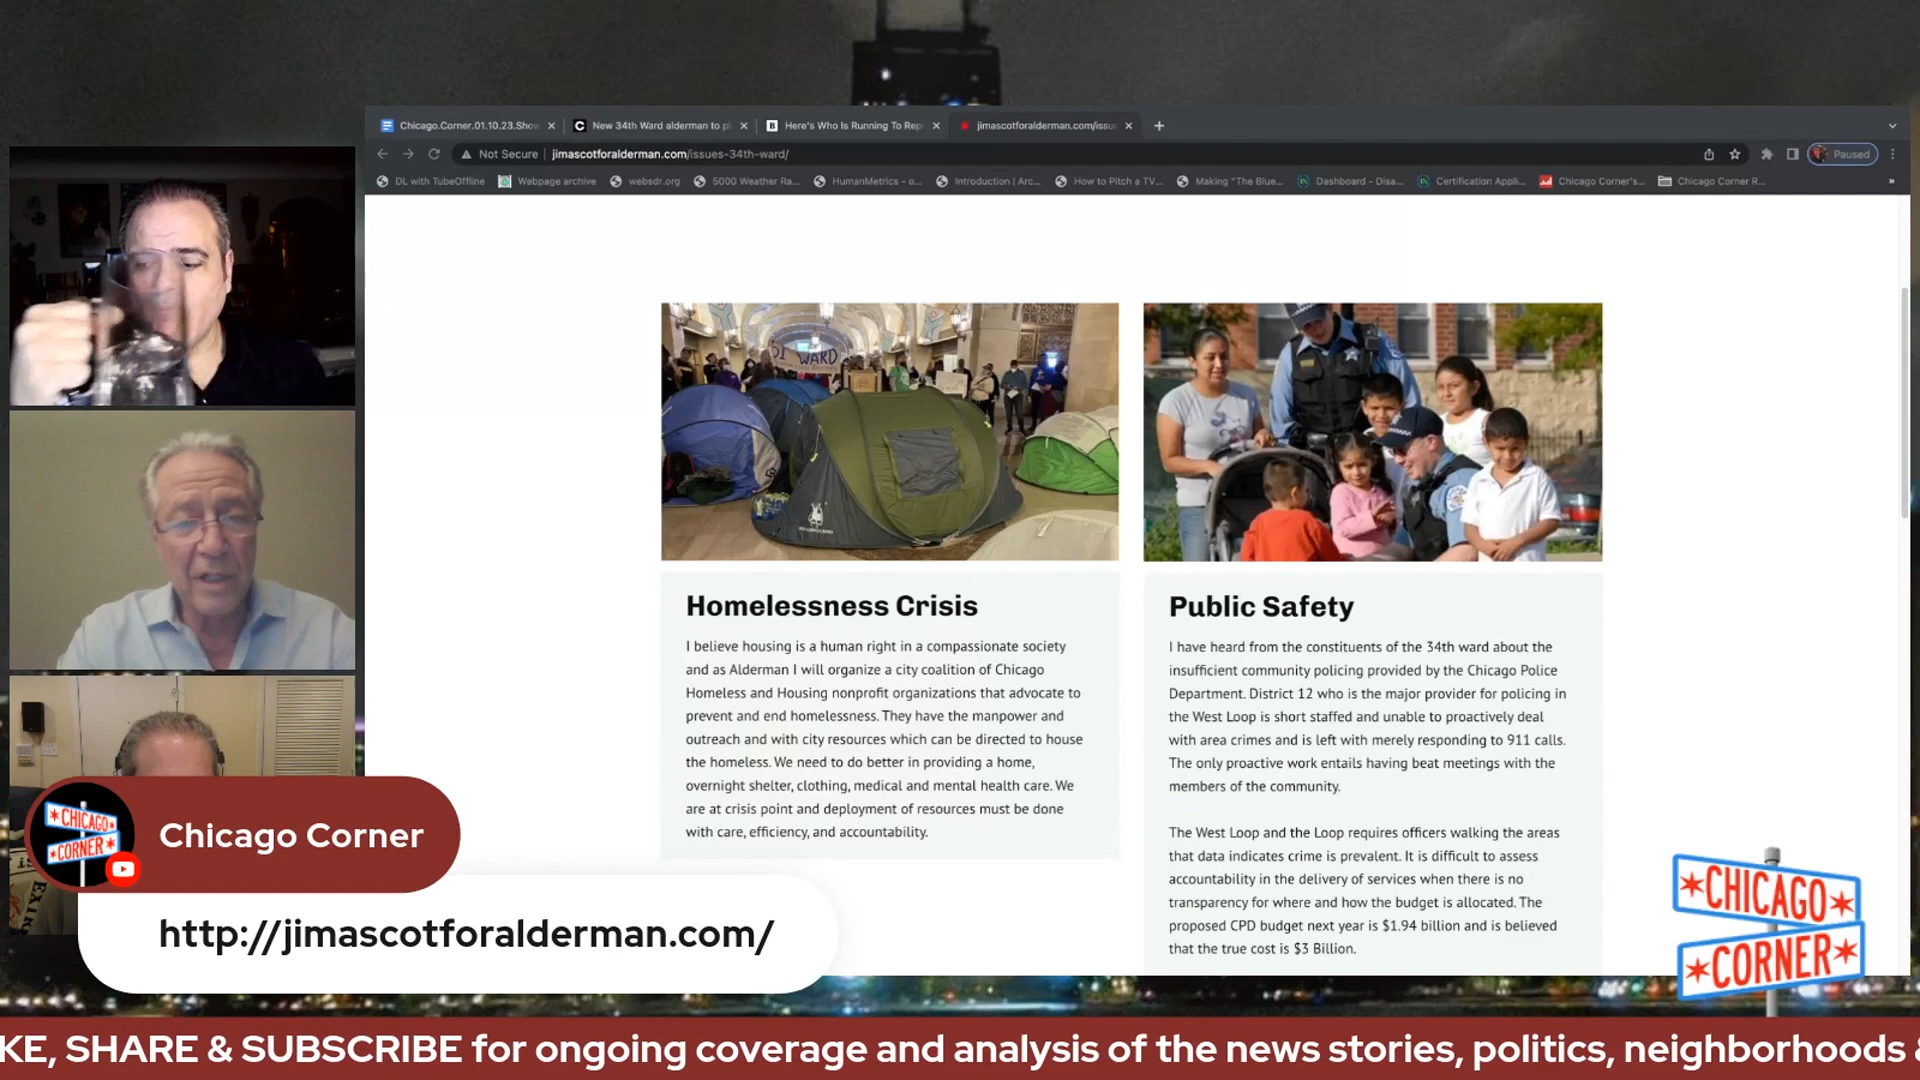 Chicago.Corner.01.10.23.Show
New 34th Ward alderman to pl
Here's Who Is Running To Rep
jimascotforalderman.com/issu
Not Secure
jimascotforalderman.com/issues-34th-ward/
Paused
DL with TubeOffline
Webpage archive
websdr.org
5000 Weather Ra...
HumanMetrics - o...
Introduction | Arc...
How to Pitch a TV...
Making "The Blue...
Dashboard - Disa...
Certification Appli...
Chicago Corner's...
Chicago Corner R...
51 WARD
Homelessness Crisis
I believe housing is a human right in a compassionate society
and as Alderman I will organize a city coalition of Chicago
Homeless and Housing nonprofit organizations that advocate to
prevent and end homelessness. They have the manpower and
outreach and with city resources which can be directed to house
the homeless. We need to do better in providing a home,
overnight shelter, clothing, medical and mental health care. We
are at crisis point and deployment of resources must be done
with care, efficiency, and accountability.
Public Safety
I have heard from the constituents of the 34th ward about the
insufficient community policing provided by the Chicago Police
Department. District 12 who is the major provider for policing in
the West Loop is short staffed and unable to proactively deal
with area crimes and is left with merely responding to 911 calls.
The only proactive work entails having beat meetings with the
members of the community.
The West Loop and the Loop requires officers walking the areas
that data indicates crime is prevalent. It is difficult to assess
accountability in the delivery of services when there is no
transparency for where and how the budget is allocated. The
proposed CPD budget next year is $1.94 billion and is believed
that the true cost is $3 Billion.
CHICAGO
CORNER
Chicago Corner
http://jimascotforalderman.com/
CHICAGO
CORNER
KE, SHARE & SUBSCRIBE for ongoing coverage and analysis of the news stories, politics, neighborhoods &